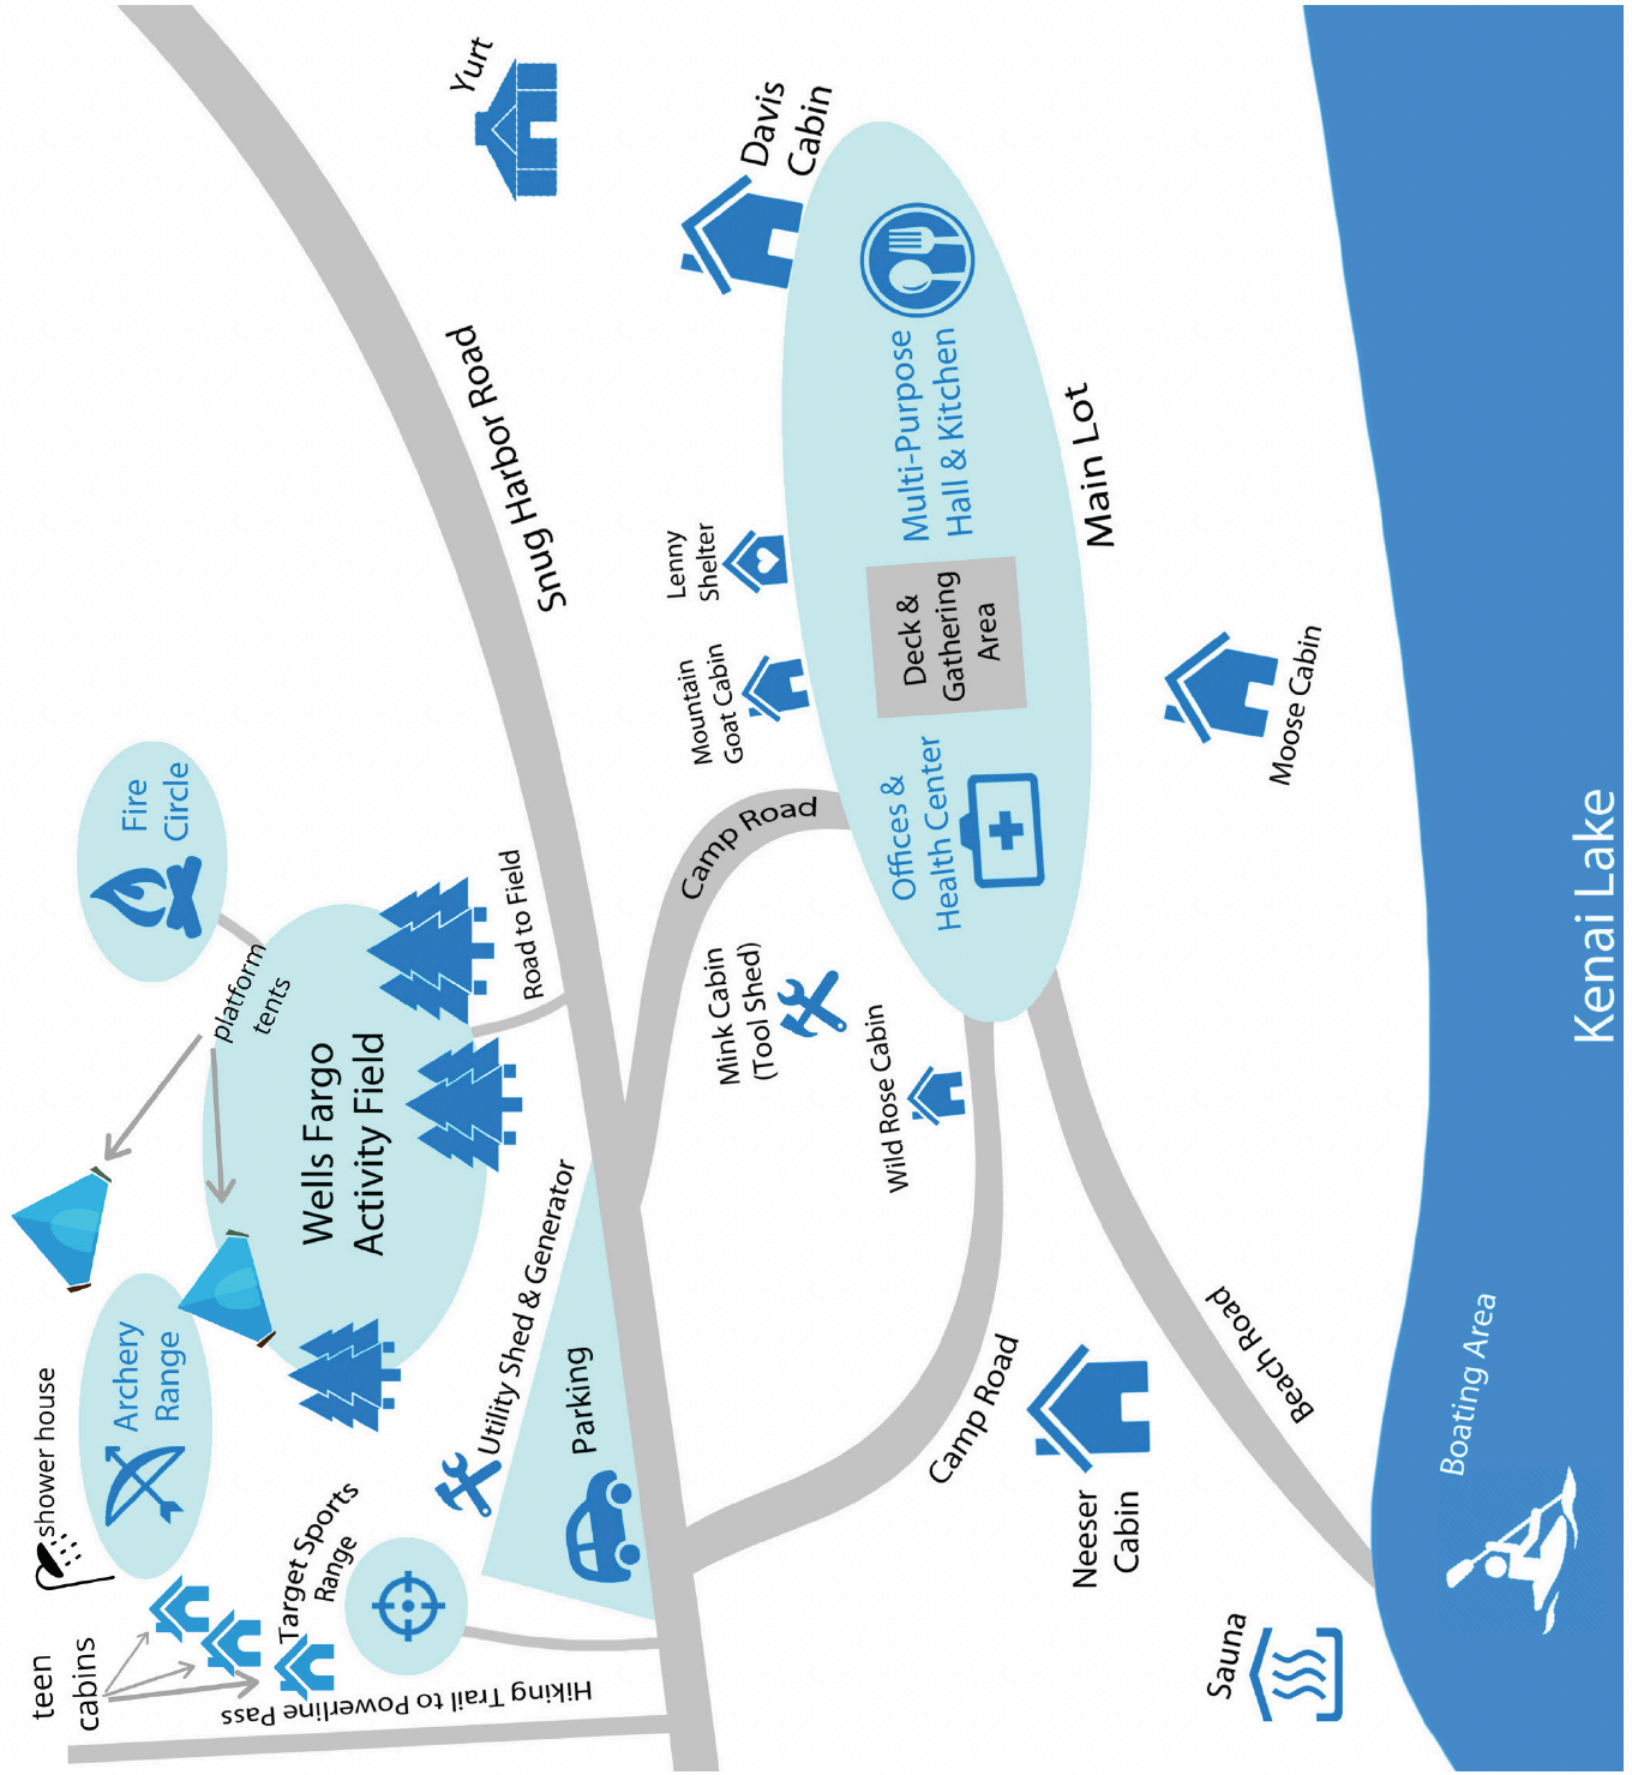 teen
cabins
shower house
Archery
Range
Target Sports
Range
Hiking Trail to Powerline Pass
platform
tents
Fire
Circle
Wells Fargo
Activity Field
Utility Shed & Generator
Parking
Road to Field
Snug Harbor Road
Yurt
Camp Road
Mink Cabin
(Tool Shed)
Mountain
Goat Cabin
Lenny
Shelter
Davis
Cabin
Wild Rose Cabin
Offices &
Health Center
Deck &
Gathering
Area
Multi-Purpose
Hall & Kitchen
Main Lot
Camp Road
Neeser
Cabin
Beach Road
Moose Cabin
Sauna
Boating Area
Kenai Lake